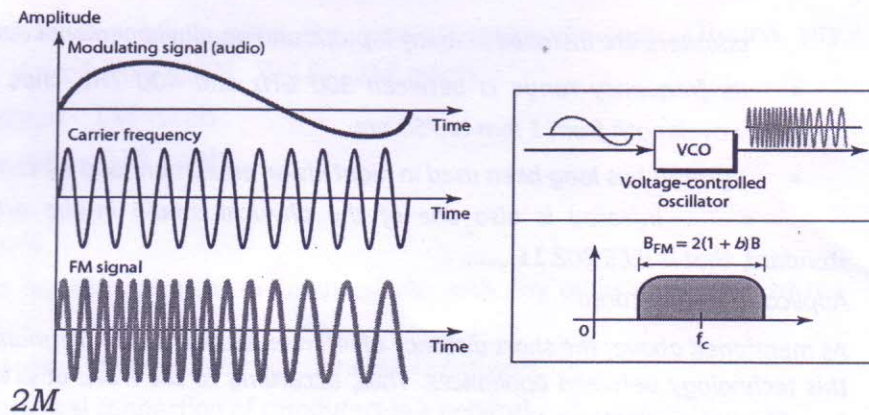 Amplitude
Modulating signal (audio)
Time
Carrier frequency
Time
FM signal
Time
2M
VCO
Voltage-controlled
oscillator
B_FM = 2(1 + b)B
0
f_c